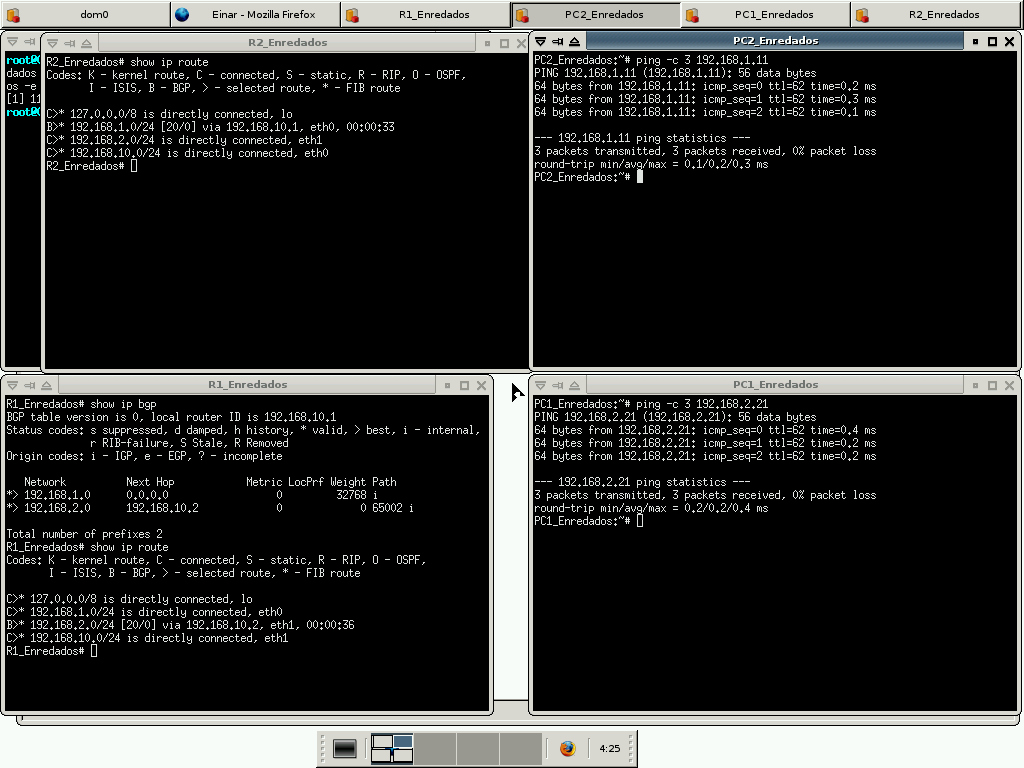 dom0
Einar - Mozilla Firefox
R1_Enredados
PC2_Enredados
PC1_Enredados
R2_Enredados
root@(
dados
os -e
[1] 11
root@(
R2_Enredados
R2_Enredados# show ip route
Codes: K - kernel route, C - connected, S - static, R - RIP, O - OSPF,
I - ISIS, B - BGP, > - selected route, * - FIB route
C>* 127.0.0.0/8 is directly connected, lo
B>* 192.168.1.0/24 [20/0] via 192.168.10.1, eth0, 00:00:33
C>* 192.168.2.0/24 is directly connected, eth1
C>* 192.168.10.0/24 is directly connected, eth0
R2_Enredados#
PC2_Enredados
PC2_Enredados:~# ping -c 3 192.168.1.11
PING 192.168.1.11 (192.168.1.11): 56 data bytes
64 bytes from 192.168.1.11: icmp_seq=0 ttl=62 time=0.2 ms
64 bytes from 192.168.1.11: icmp_seq=1 ttl=62 time=0.3 ms
64 bytes from 192.168.1.11: icmp_seq=2 ttl=62 time=0.1 ms
--- 192.168.1.11 ping statistics ---
3 packets transmitted, 3 packets received, 0% packet loss
round-trip min/avg/max = 0.1/0.2/0.3 ms
PC2_Enredados:~#
R1_Enredados
R1_Enredados# show ip bgp
BGP table version is 0, local router ID is 192.168.10.1
Status codes: s suppressed, d damped, h history, * valid, > best, i - internal,
r RIB-failure, S Stale, R Removed
Origin codes: i - IGP, e - EGP, ? - incomplete
Network Next Hop Metric LocPrf Weight Path
*> 192.168.1.0 0.0.0.0 0 32768 i
*> 192.168.2.0 192.168.10.2 0 0 65002 i
Total number of prefixes 2
R1_Enredados# show ip route
Codes: K - kernel route, C - connected, S - static, R - RIP, O - OSPF,
I - ISIS, B - BGP, > - selected route, * - FIB route
C>* 127.0.0.0/8 is directly connected, lo
C>* 192.168.1.0/24 is directly connected, eth0
B>* 192.168.2.0/24 [20/0] via 192.168.10.2, eth1, 00:00:36
C>* 192.168.10.0/24 is directly connected, eth1
R1_Enredados#
PC1_Enredados
PC1_Enredados:~# ping -c 3 192.168.2.21
PING 192.168.2.21 (192.168.2.21): 56 data bytes
64 bytes from 192.168.2.21: icmp_seq=0 ttl=62 time=0.4 ms
64 bytes from 192.168.2.21: icmp_seq=1 ttl=62 time=0.2 ms
64 bytes from 192.168.2.21: icmp_seq=2 ttl=62 time=0.2 ms
--- 192.168.2.21 ping statistics ---
3 packets transmitted, 3 packets received, 0% packet loss
round-trip min/avg/max = 0.2/0.2/0.4 ms
PC1_Enredados:~#
4:25